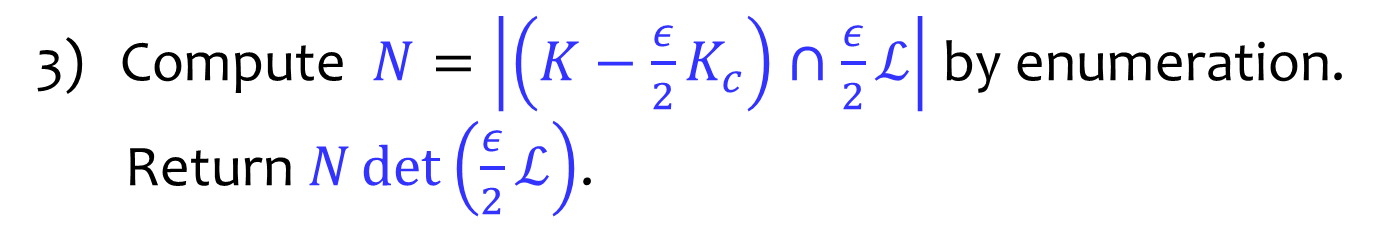 3) Compute N = |(K − ϵ/2 K_c) ∩ ϵ/2 ℒ| by enumeration.
Return N det (ϵ/2 ℒ).